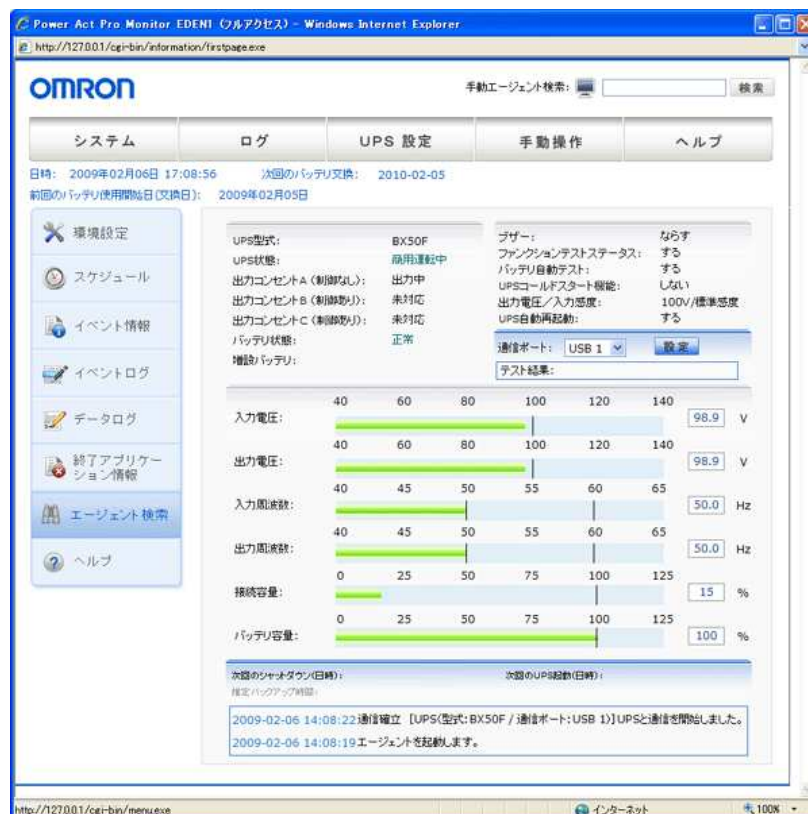 Power Act Pro Monitor EDEN1 (フルアクセス) - Windows Internet Explorer
http://127.0.0.1/cgi-bin/information/firstpage.exe
OMRON
手動エージェント検索:
検索
システム
ログ
UPS 設定
手動操作
ヘルプ
日時: 2009年02月06日 17:08:56 次回のバッテリ交換: 2010-02-05
前回のバッテリ使用開始日(交換日): 2009年02月05日
環境設定
スケジュール
イベント情報
イベントログ
データログ
終了アプリケー
ション情報
エージェント検索
ヘルプ
UPS型式: BX50F
UPS状態: 商用運転中
出力コンセントA (制御なし): 出力中
出力コンセントB (制御あり): 未対応
出力コンセントC (制御あり): 未対応
バッテリ状態: 正常
増設バッテリ:
ブザー: ならす
ファンクションテストステータス: する
バッテリ自動テスト: する
UPSコールドスタート機能: しない
出力電圧/入力感度: 100V/標準感度
UPS自動再起動: する
通信ポート: USB 1 設定
テスト結果:
40 60 80 100 120 140
入力電圧: 98.9 V
40 60 80 100 120 140
出力電圧: 98.9 V
40 45 50 55 60 65
入力周波数: 50.0 Hz
40 45 50 55 60 65
出力周波数: 50.0 Hz
0 25 50 75 100 125
接続容量: 15 %
0 25 50 75 100 125
バッテリ容量: 100 %
次回のシャットダウン(日時): 次回のUPS起動(日時):
推定バックアップ時間:
2009-02-06 14:08:22 通信確立 [UPS(型式:BX50F / 通信ポート:USB 1)]UPSと通信を開始しました。
2009-02-06 14:08:19 エージェントを起動します。
http://127.0.0.1/cgi-bin/menu.exe
インターネット
100%